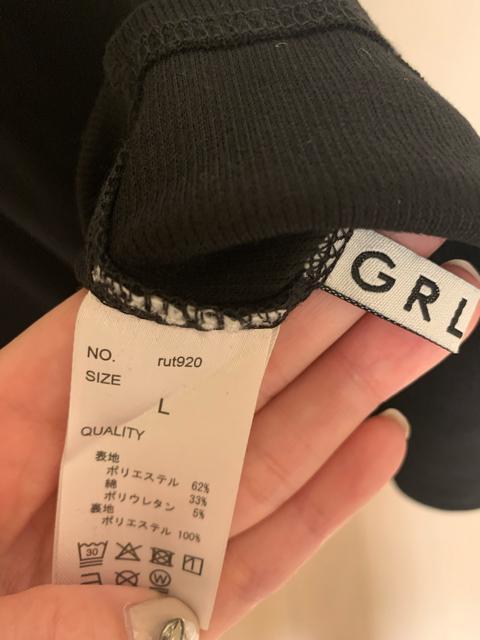 GRL
NO. rut920
SIZE
L
QUALITY
表地
ポリエステル 62%
綿 33%
ポリウレタン 5%
裏地
ポリエステル 100%
30
W